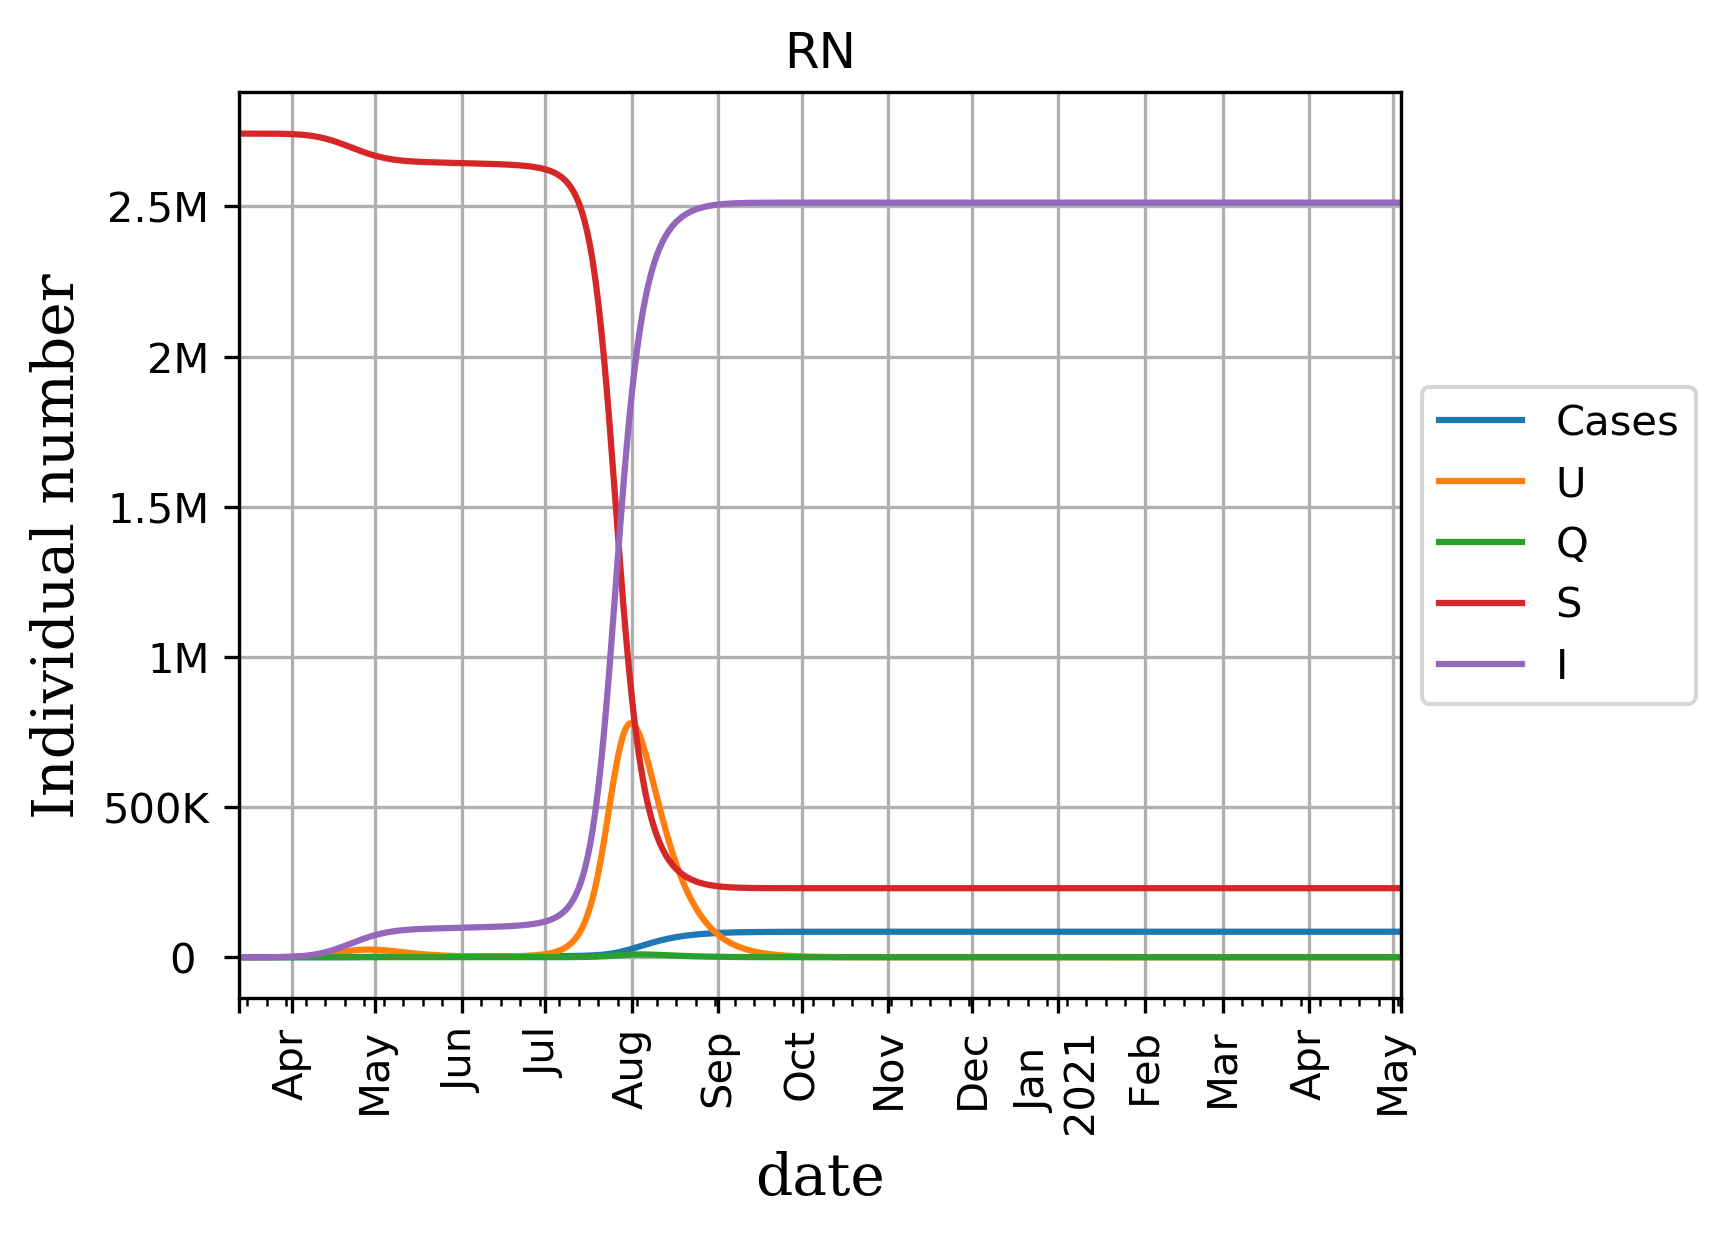 RN
Individual number
2.5M
2M
1.5M
1M
500K
0
Apr
May
Jun
Jul
Aug
Sep
Oct
Nov
Dec
Jan
2021
Feb
Mar
Apr
May
date
Cases
U
Q
S
I